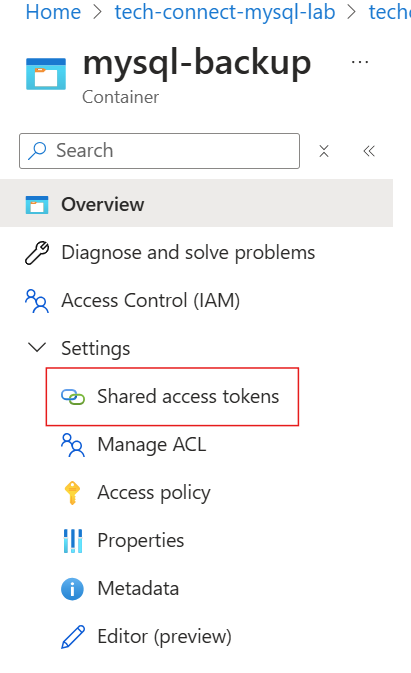 Home > tech-connect-mysql-lab > tech
mysql-backup ...
Container
Search
Overview
Diagnose and solve problems
Access Control (IAM)
Settings
Shared access tokens
Manage ACL
Access policy
Properties
Metadata
Editor (preview)